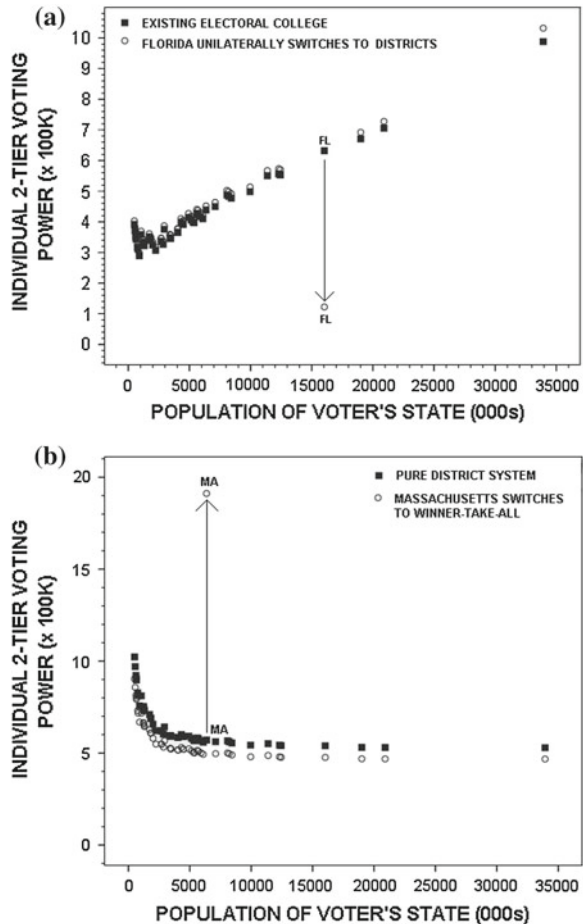 (a)
EXISTING ELECTORAL COLLEGE
FLORIDA UNILATERALLY SWITCHES TO DISTRICTS
INDIVIDUAL 2-TIER VOTING
POWER (x 100K)
10
9
8
7
6
5
4
3
2
1
0
FL
FL
0 5000 10000 15000 20000 25000 30000 35000
POPULATION OF VOTER'S STATE (000s)
(b)
PURE DISTRICT SYSTEM
MASSACHUSETTS SWITCHES
TO WINNER-TAKE-ALL
INDIVIDUAL 2-TIER VOTING
POWER (x 100K)
20
15
10
5
0
MA
MA
0 5000 10000 15000 20000 25000 30000 35000
POPULATION OF VOTER'S STATE (000s)